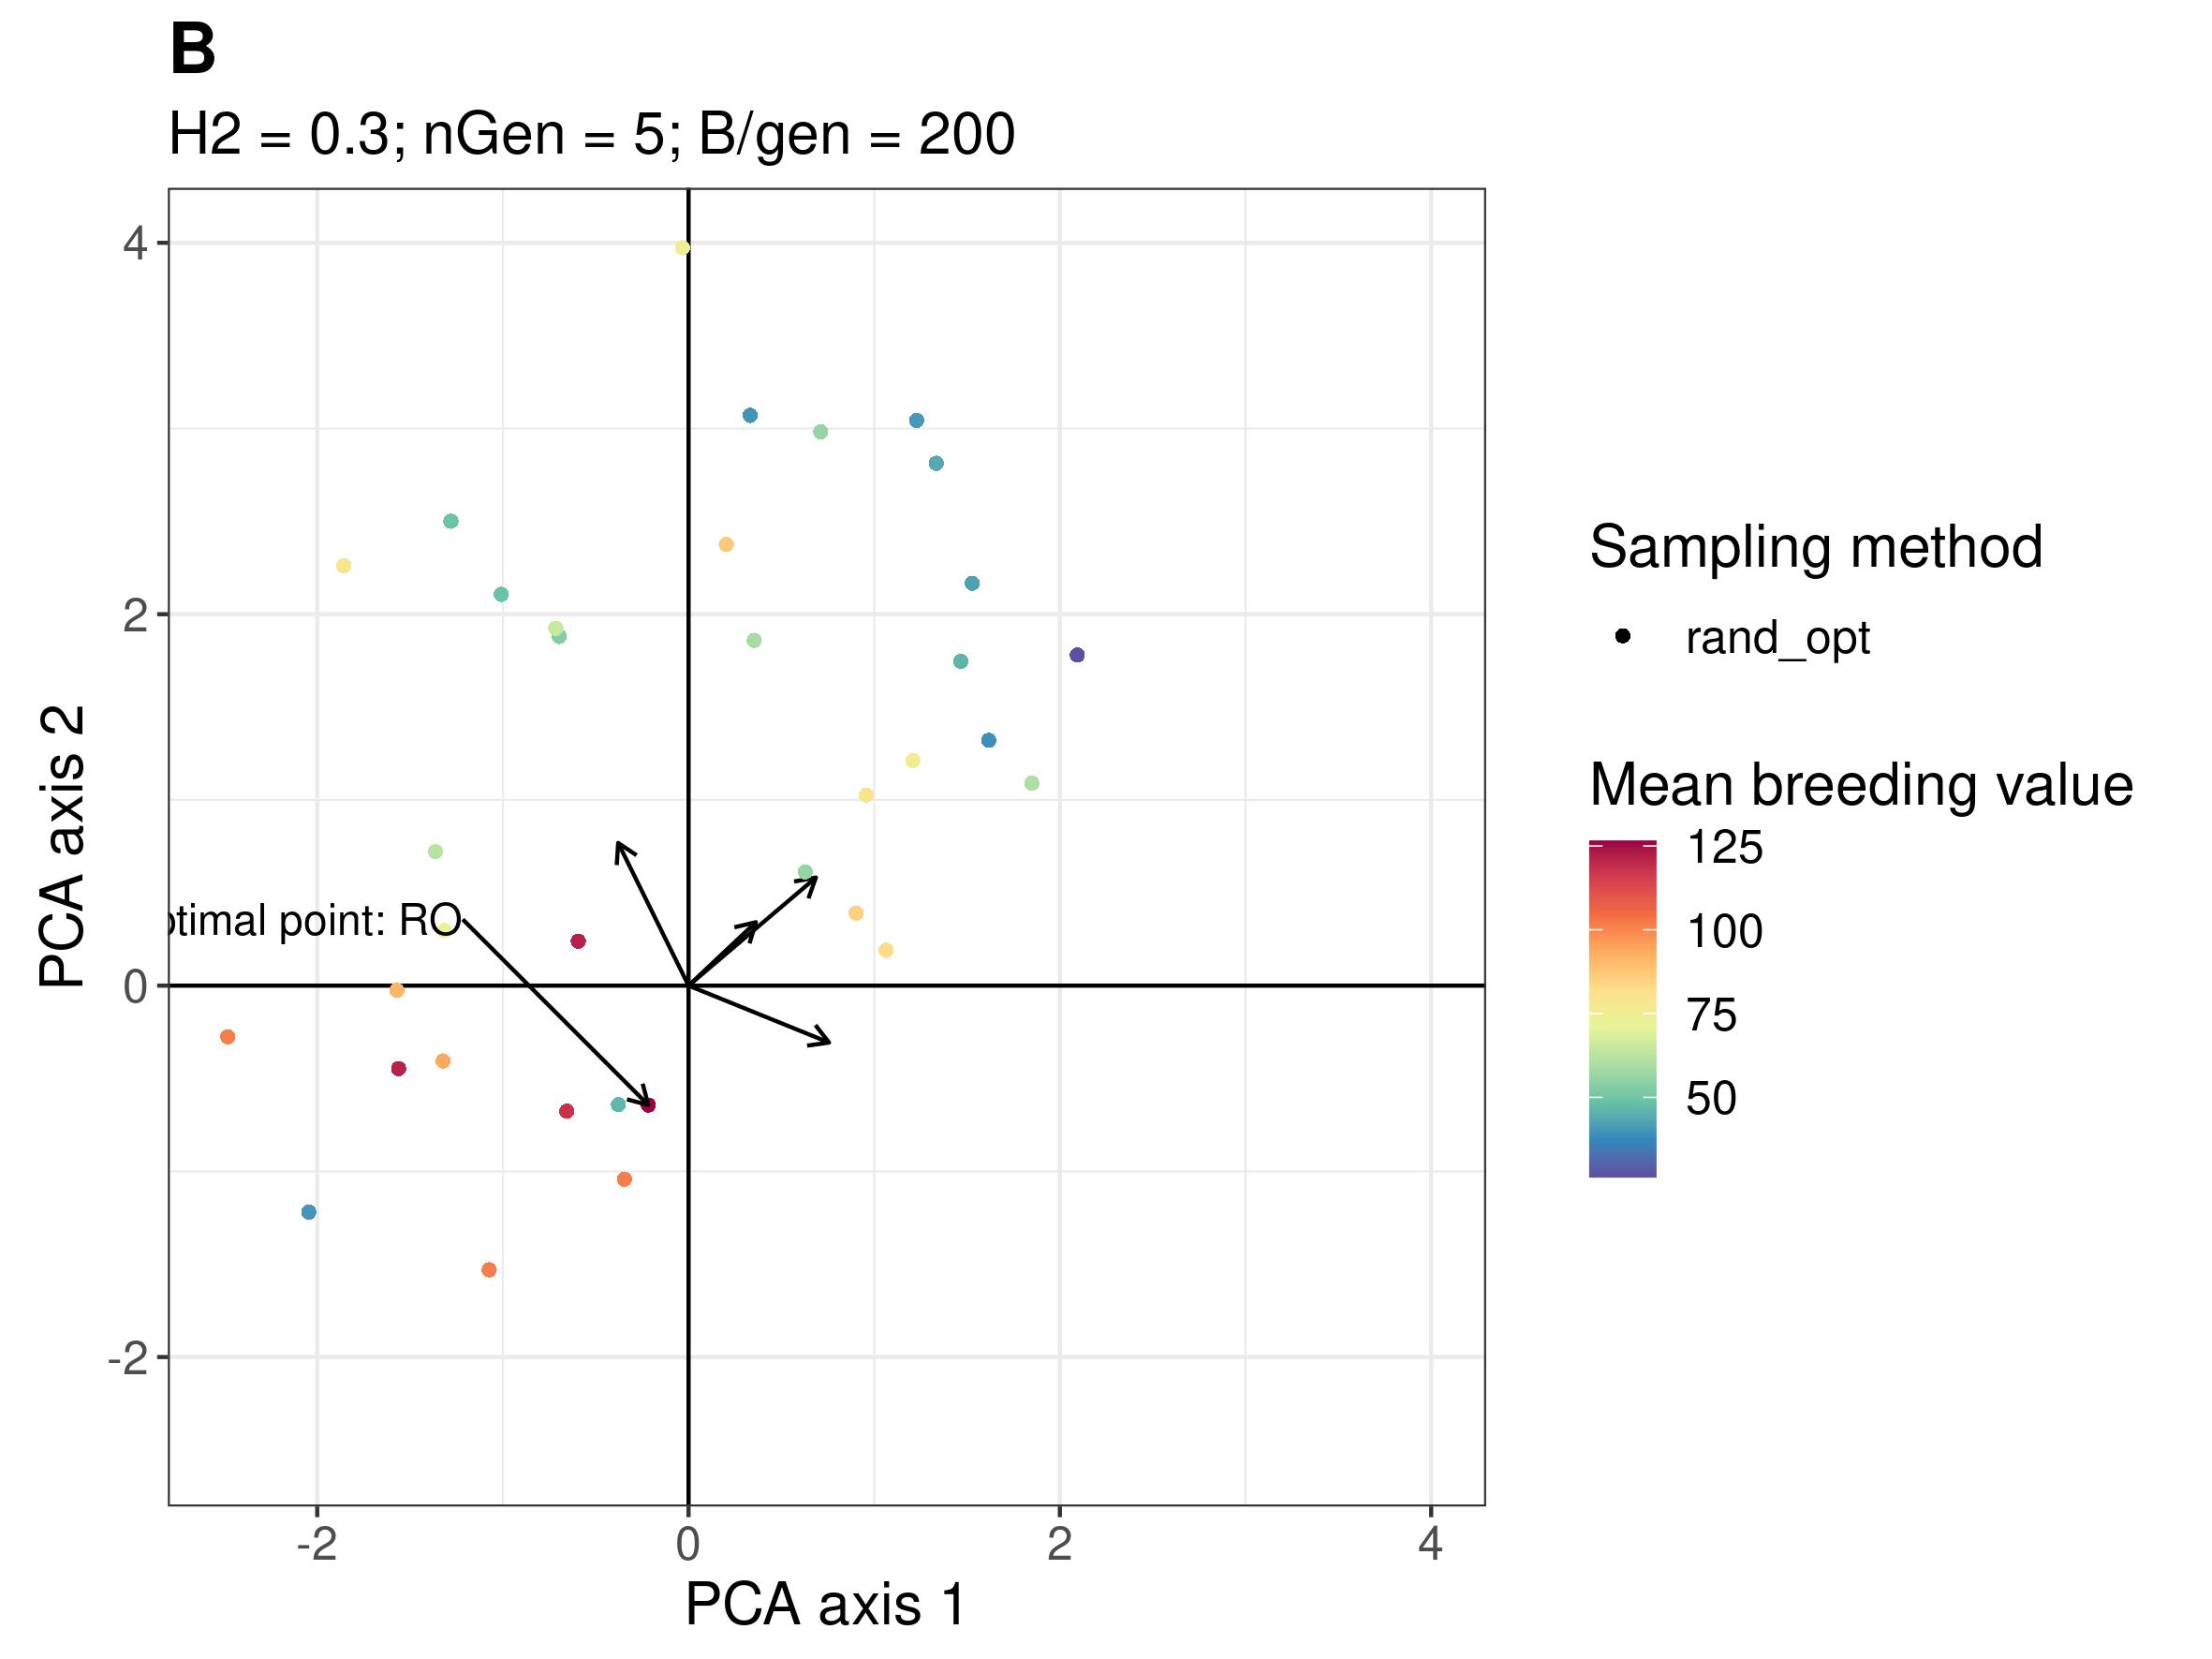 B
H2 = 0.3; nGen = 5; B/gen = 200
4
2
0
-2
PCA axis 2
timal point: RO
-2
0
2
4
PCA axis 1
Sampling method
rand_opt
Mean breeding value
125
100
75
50